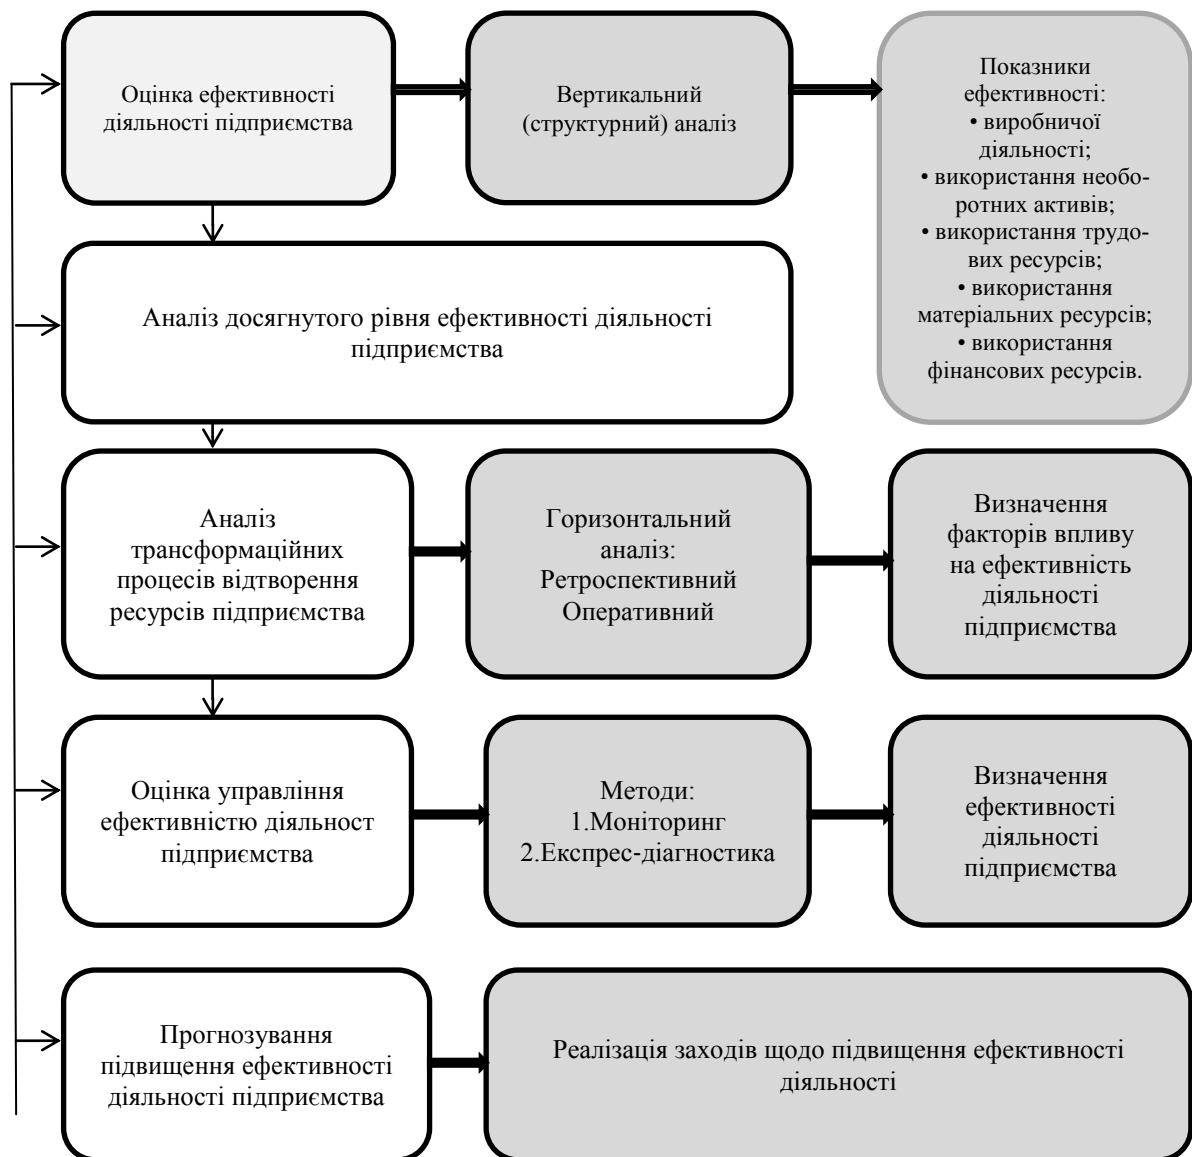 Оцінка ефективності
діяльності підприємства
Вертикальний
(структурний) аналіз
Показники
ефективності:
• виробничої
діяльності;
• використання необо-
ротних активів;
• використання трудо-
вих ресурсів;
• використання
матеріальних ресурсів;
• використання
фінансових ресурсів.
Аналіз досягнутого рівня ефективності діяльності
підприємства
Аналіз
трансформаційних
процесів відтворення
ресурсів підприємства
Горизонтальний
аналіз:
Ретроспективний
Оперативний
Визначення
факторів впливу
на ефективність
діяльності
підприємства
Оцінка управління
ефективністю діяльност
підприємства
Методи:
1.Моніторинг
2.Експрес-діагностика
Визначення
ефективності
діяльності
підприємства
Прогнозування
підвищення ефективності
діяльності підприємства
Реалізація заходів щодо підвищення ефективності
діяльності